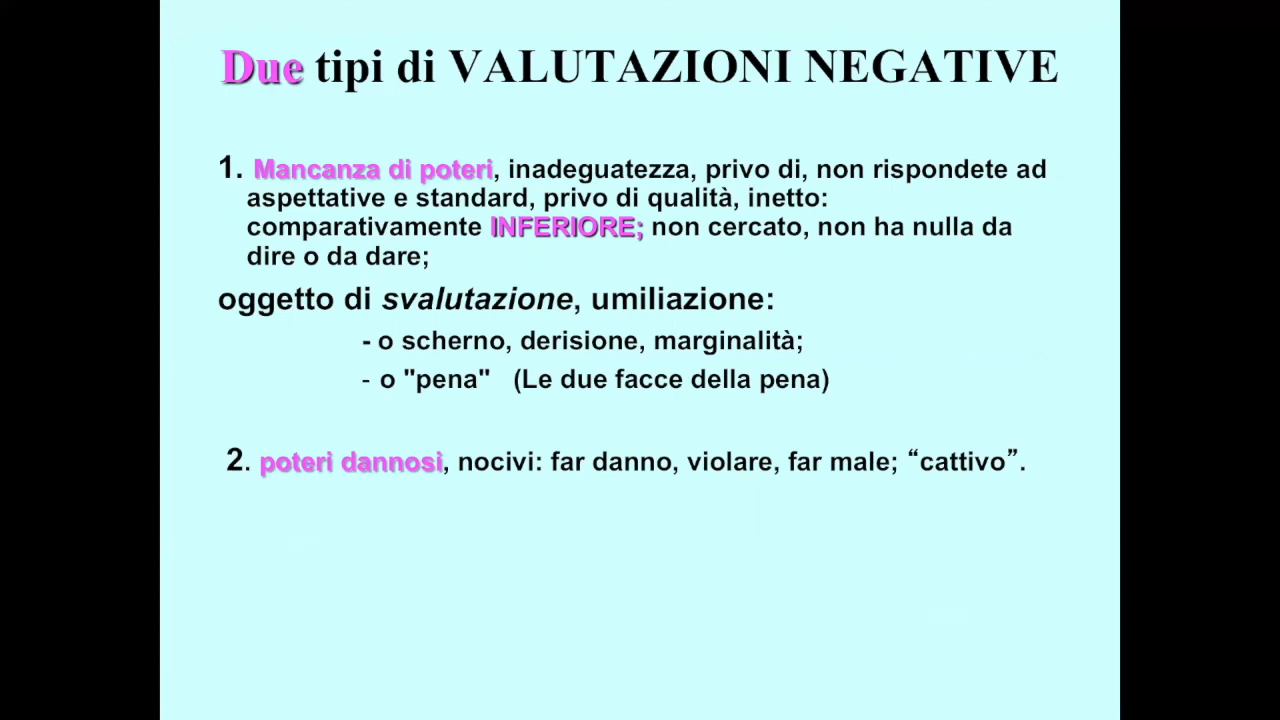 Due tipi di VALUTAZIONI NEGATIVE
1. Mancanza di poteri, inadeguatezza, privo di, non rispondete ad
aspettative e standard, privo di qualità, inetto:
comparativamente INFERIORE; non cercato, non ha nulla da
dire o da dare;
oggetto di svalutazione, umiliazione:
- o scherno, derisione, marginalità;
- o "pena" (Le due facce della pena)
2. poteri dannosi, nocivi: far danno, violare, far male; “cattivo”.